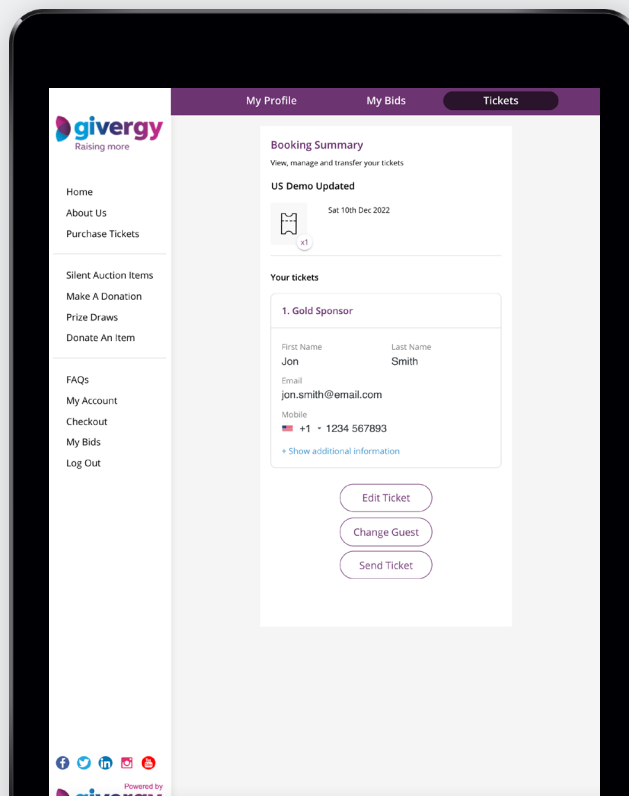 My Profile My Bids Tickets
givergy
Raising more
Home
About Us
Purchase Tickets
Silent Auction Items
Make A Donation
Prize Draws
Donate An Item
FAQs
My Account
Checkout
My Bids
Log Out
Booking Summary
View, manage and transfer your tickets
US Demo Updated
Sat 10th Dec 2022
x1
Your tickets
1. Gold Sponsor
First Name Last Name
Jon Smith
Email
jon.smith@email.com
Mobile
+1 1234 567893
+ Show additional information
Edit Ticket
Change Guest
Send Ticket
Powered by
givergy